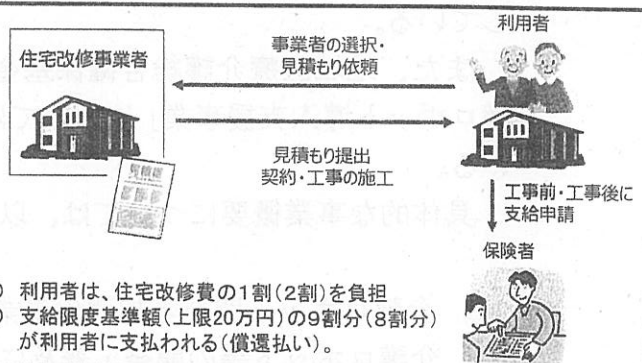 利用者
住宅改修事業者
事業者の選択・
見積もり依頼
見積書
見積もり提出
契約・工事の施工
工事前・工事後に
支給申請
保険者
利用者は、住宅改修費の1割(2割)を負担
支給限度基準額(上限20万円)の9割分(8割分)
が利用者に支払われる(償還払い)。